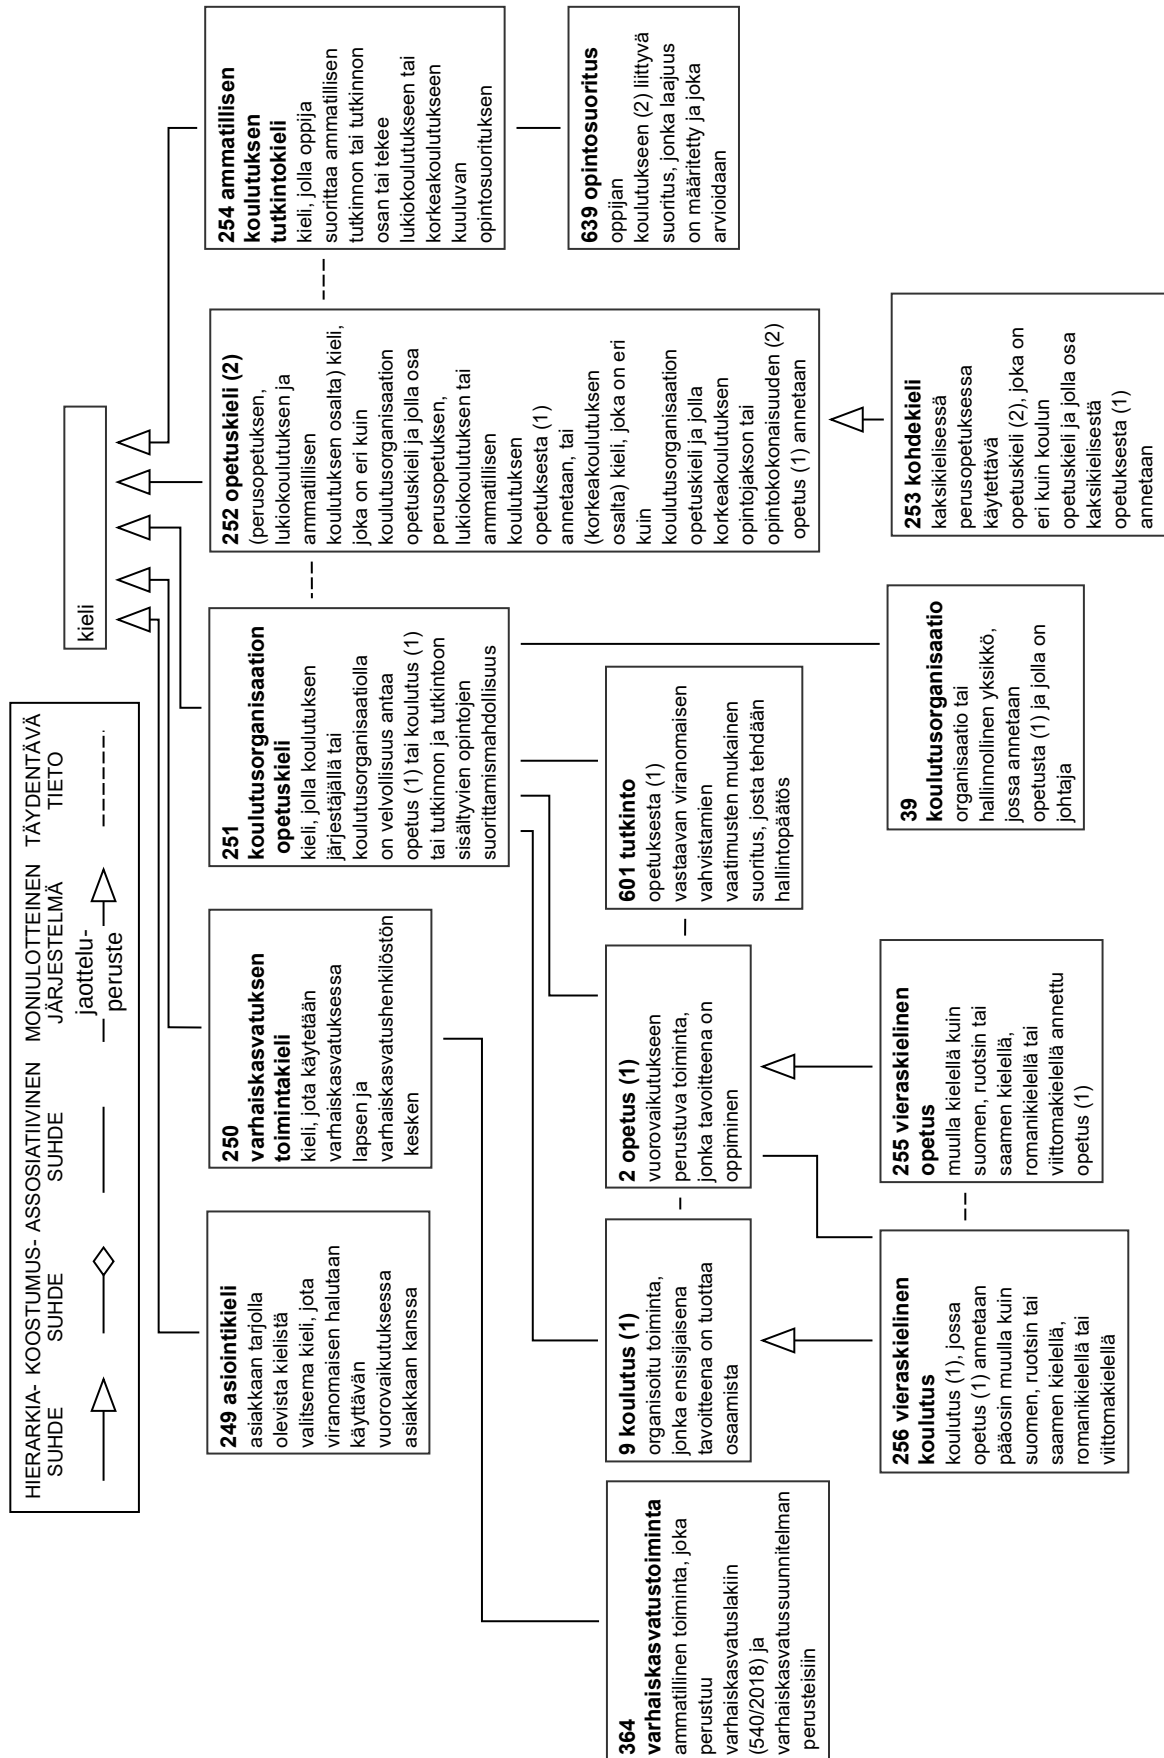 HIERARKIA-
SUHDE
KOOSTUMUS-
SUHDE
ASSOSIATIIVINEN
SUHDE
MONIULOTTEINEN
JÄRJESTELMÄ
jaottelu-
peruste
TÄYDENTÄVÄ
TIETO
kieli
249 asiointikieli
asiakkaan tarjolla
olevista kielistä
valitsema kieli, jota
viranomaisen halutaan
käyttävän
vuorovaikutuksessa
asiakkaan kanssa
250
varhaiskasvatuksen
toimintakieli
kieli, jota käytetään
varhaiskasvatuksessa
lapsen ja
varhaiskasvatushenkilöstön
kesken
251
koulutusorganisaation
opetuskieli
kieli, jolla koulutuksen
järjestäjällä tai
koulutusorganisaatiolla
on velvollisuus antaa
opetus (1) tai koulutus (1)
tai tutkinnon ja tutkintoon
sisältyvien opintojen
suorittamismahdollisuus
252 opetuskieli (2)
(perusopetuksen,
lukiokoulutuksen ja
ammatillisen
koulutuksen osalta) kieli,
joka on eri kuin
koulutusorganisaation
opetuskieli ja jolla osa
perusopetuksen,
lukiokoulutuksen tai
ammatillisen
koulutuksen
opetuksesta (1)
annetaan, tai
(korkeakoulutuksen
osalta) kieli, joka on eri
kuin
koulutusorganisaation
opetuskieli ja jolla
korkeakoulutuksen
opintojakson tai
opintokokonaisuuden (2)
opetus (1) annetaan
254 ammatillisen
koulutuksen
tutkintokieli
kieli, jolla oppija
suorittaa ammatillisen
tutkinnon tai tutkinnon
osan tai tekee
lukiokoulutukseen tai
korkeakoulutukseen
kuuluvan
opintosuorituksen
364
varhaiskasvatustoiminta
ammatillinen toiminta, joka
perustuu
varhaiskasvatuslakiin
(540/2018) ja
varhaiskasvatussuunnitelman
perusteisiin
9 koulutus (1)
organisoitu toiminta,
jonka ensisijaisena
tavoitteena on tuottaa
osaamista
2 opetus (1)
vuorovaikutukseen
perustuva toiminta,
jonka tavoitteena on
oppiminen
601 tutkinto
opetuksesta (1)
vastaavan viranomaisen
vahvistamien
vaatimusten mukainen
suoritus, josta tehdään
hallintopäätös
639 opintosuoritus
oppijan
koulutukseen (2) liittyvä
suoritus, jonka laajuus
on määritetty ja joka
arvioidaan
256 vieraskielinen
koulutus
koulutus (1), jossa
opetus (1) annetaan
pääosin muulla kuin
suomen, ruotsin tai
saamen kielellä,
romanikielellä tai
viittomakielellä
255 vieraskielinen
opetus
muulla kielellä kuin
suomen, ruotsin tai
saamen kielellä,
romanikielellä tai
viittomakielellä annettu
opetus (1)
39
koulutusorganisaatio
organisaatio tai
hallinnollinen yksikkö,
jossa annetaan
opetusta (1) ja jolla on
johtaja
253 kohdekieli
kaksikielisessä
perusopetuksessa
käytettävä
opetuskieli (2), joka on
eri kuin koulun
opetuskieli ja jolla osa
kaksikielisestä
opetuksesta (1)
annetaan